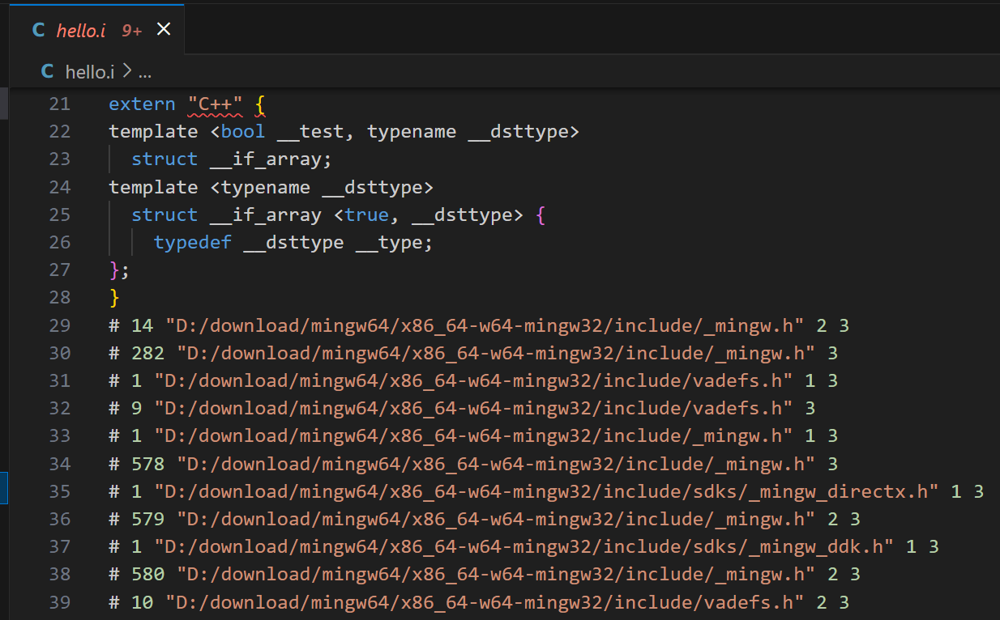 C hello.i 9+ ×
C hello.i > ...
21 extern "C++" {
22 template <bool __test, typename __dsttype>
23 struct __if_array;
24 template <typename __dsttype>
25 struct __if_array <true, __dsttype> {
26 typedef __dsttype __type;
27 };
28 }
29 # 14 "D:/download/mingw64/x86_64-w64-mingw32/include/_mingw.h" 2 3
30 # 282 "D:/download/mingw64/x86_64-w64-mingw32/include/_mingw.h" 3
31 # 1 "D:/download/mingw64/x86_64-w64-mingw32/include/vadefs.h" 1 3
32 # 9 "D:/download/mingw64/x86_64-w64-mingw32/include/vadefs.h" 3
33 # 1 "D:/download/mingw64/x86_64-w64-mingw32/include/_mingw.h" 1 3
34 # 578 "D:/download/mingw64/x86_64-w64-mingw32/include/_mingw.h" 3
35 # 1 "D:/download/mingw64/x86_64-w64-mingw32/include/sdks/_mingw_directx.h" 1 3
36 # 579 "D:/download/mingw64/x86_64-w64-mingw32/include/_mingw.h" 2 3
37 # 1 "D:/download/mingw64/x86_64-w64-mingw32/include/sdks/_mingw_ddk.h" 1 3
38 # 580 "D:/download/mingw64/x86_64-w64-mingw32/include/_mingw.h" 2 3
39 # 10 "D:/download/mingw64/x86_64-w64-mingw32/include/vadefs.h" 2 3